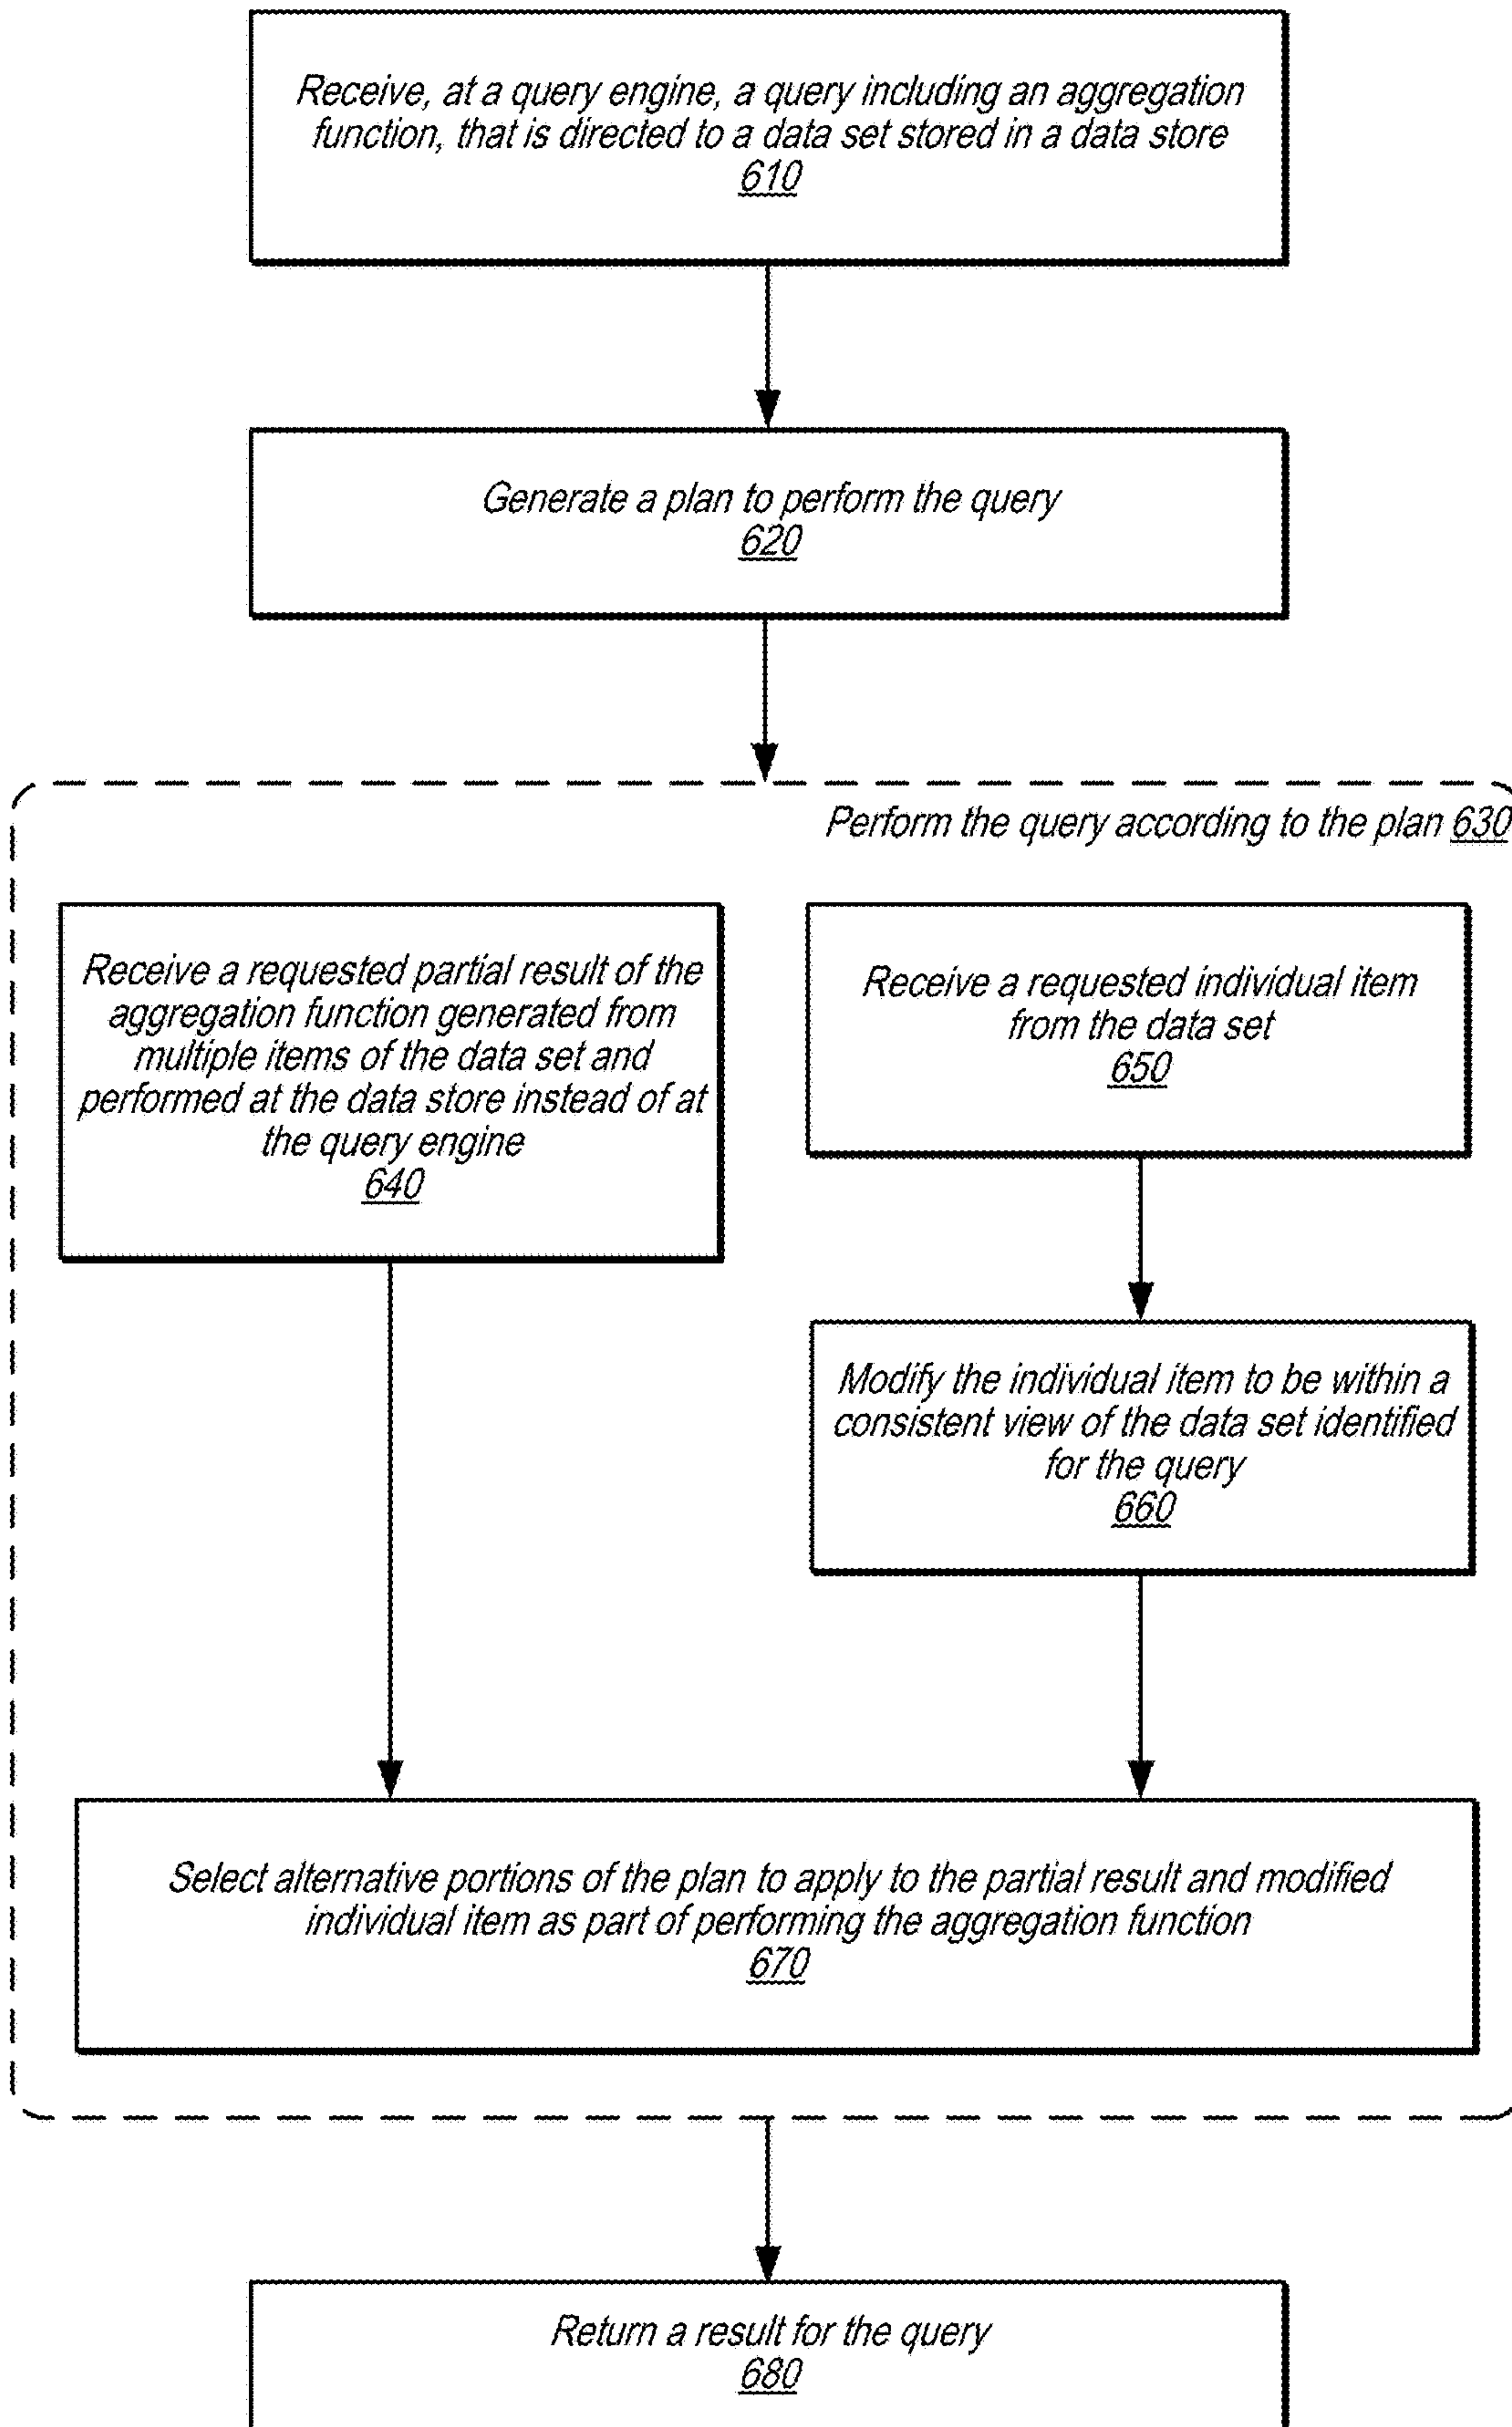 Receive, at a query engine, a query including an aggregation
function, that is directed to a data set stored in a data store
610
Generate a plan to perform the query
620
Perform the query according to the plan 630
Receive a requested partial result of the
aggregation function generated from
multiple items of the data set and
performed at the data store instead of at
the query engine
640
Receive a requested individual item
from the data set
650
Modify the individual item to be within a
consistent view of the data set identified
for the query
660
Select alternative portions of the plan to apply to the partial result and modified
individual item as part of performing the aggregation function
670
Return a result for the query
680